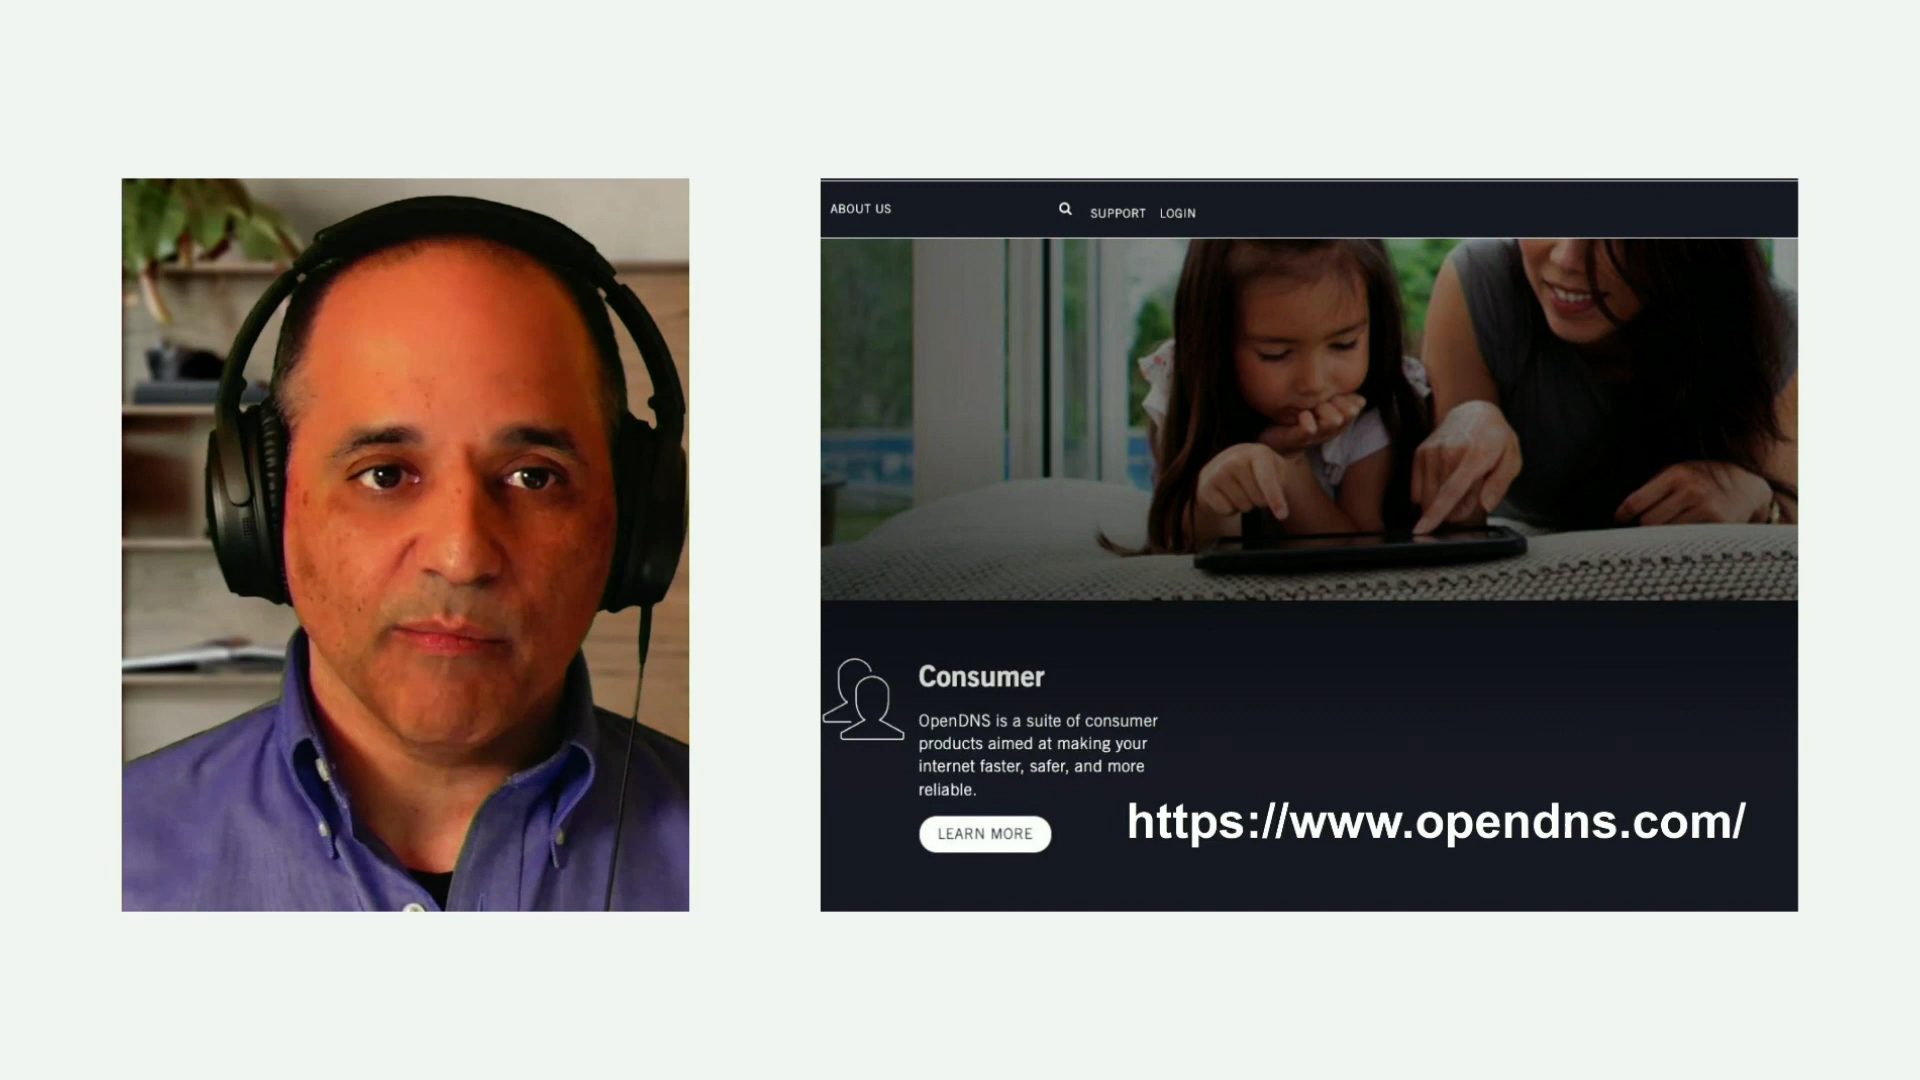 ABOUT US
SUPPORT LOGIN
Consumer
OpenDNS is a suite of consumer
products aimed at making your
internet faster, safer, and more
reliable.
LEARN MORE
https://www.opendns.com/